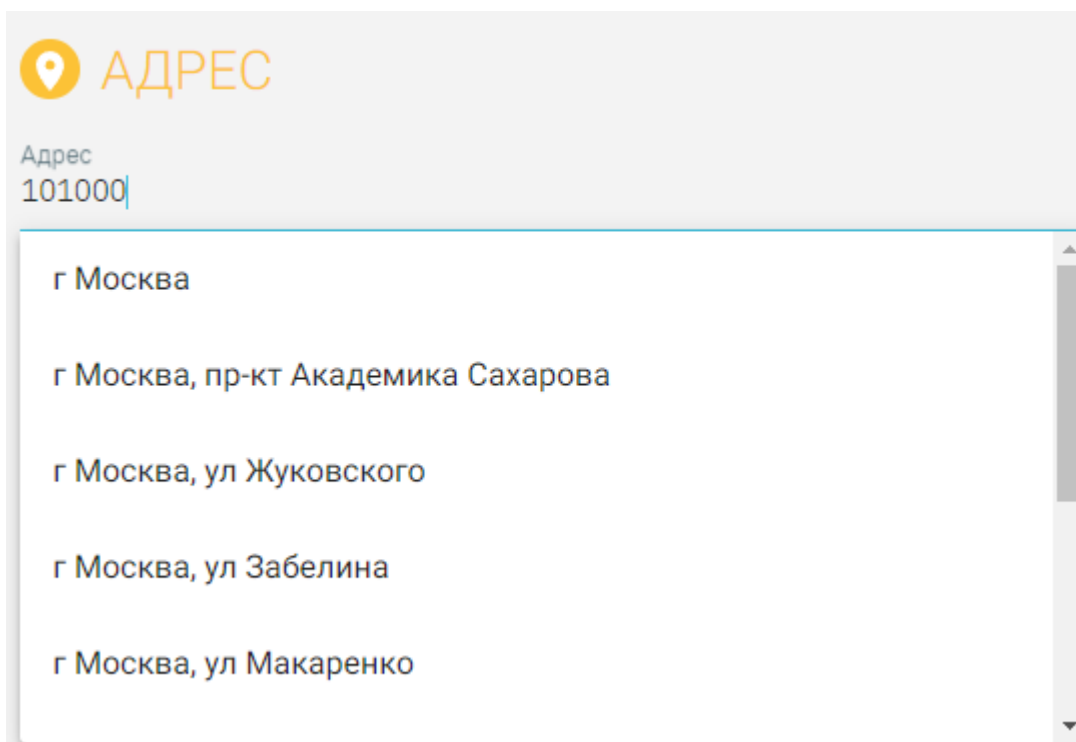 АДРЕС
Адрес
101000
г Москва
г Москва, пр-кт Академика Сахарова
г Москва, ул Жуковского
г Москва, ул Забелина
г Москва, ул Макаренко